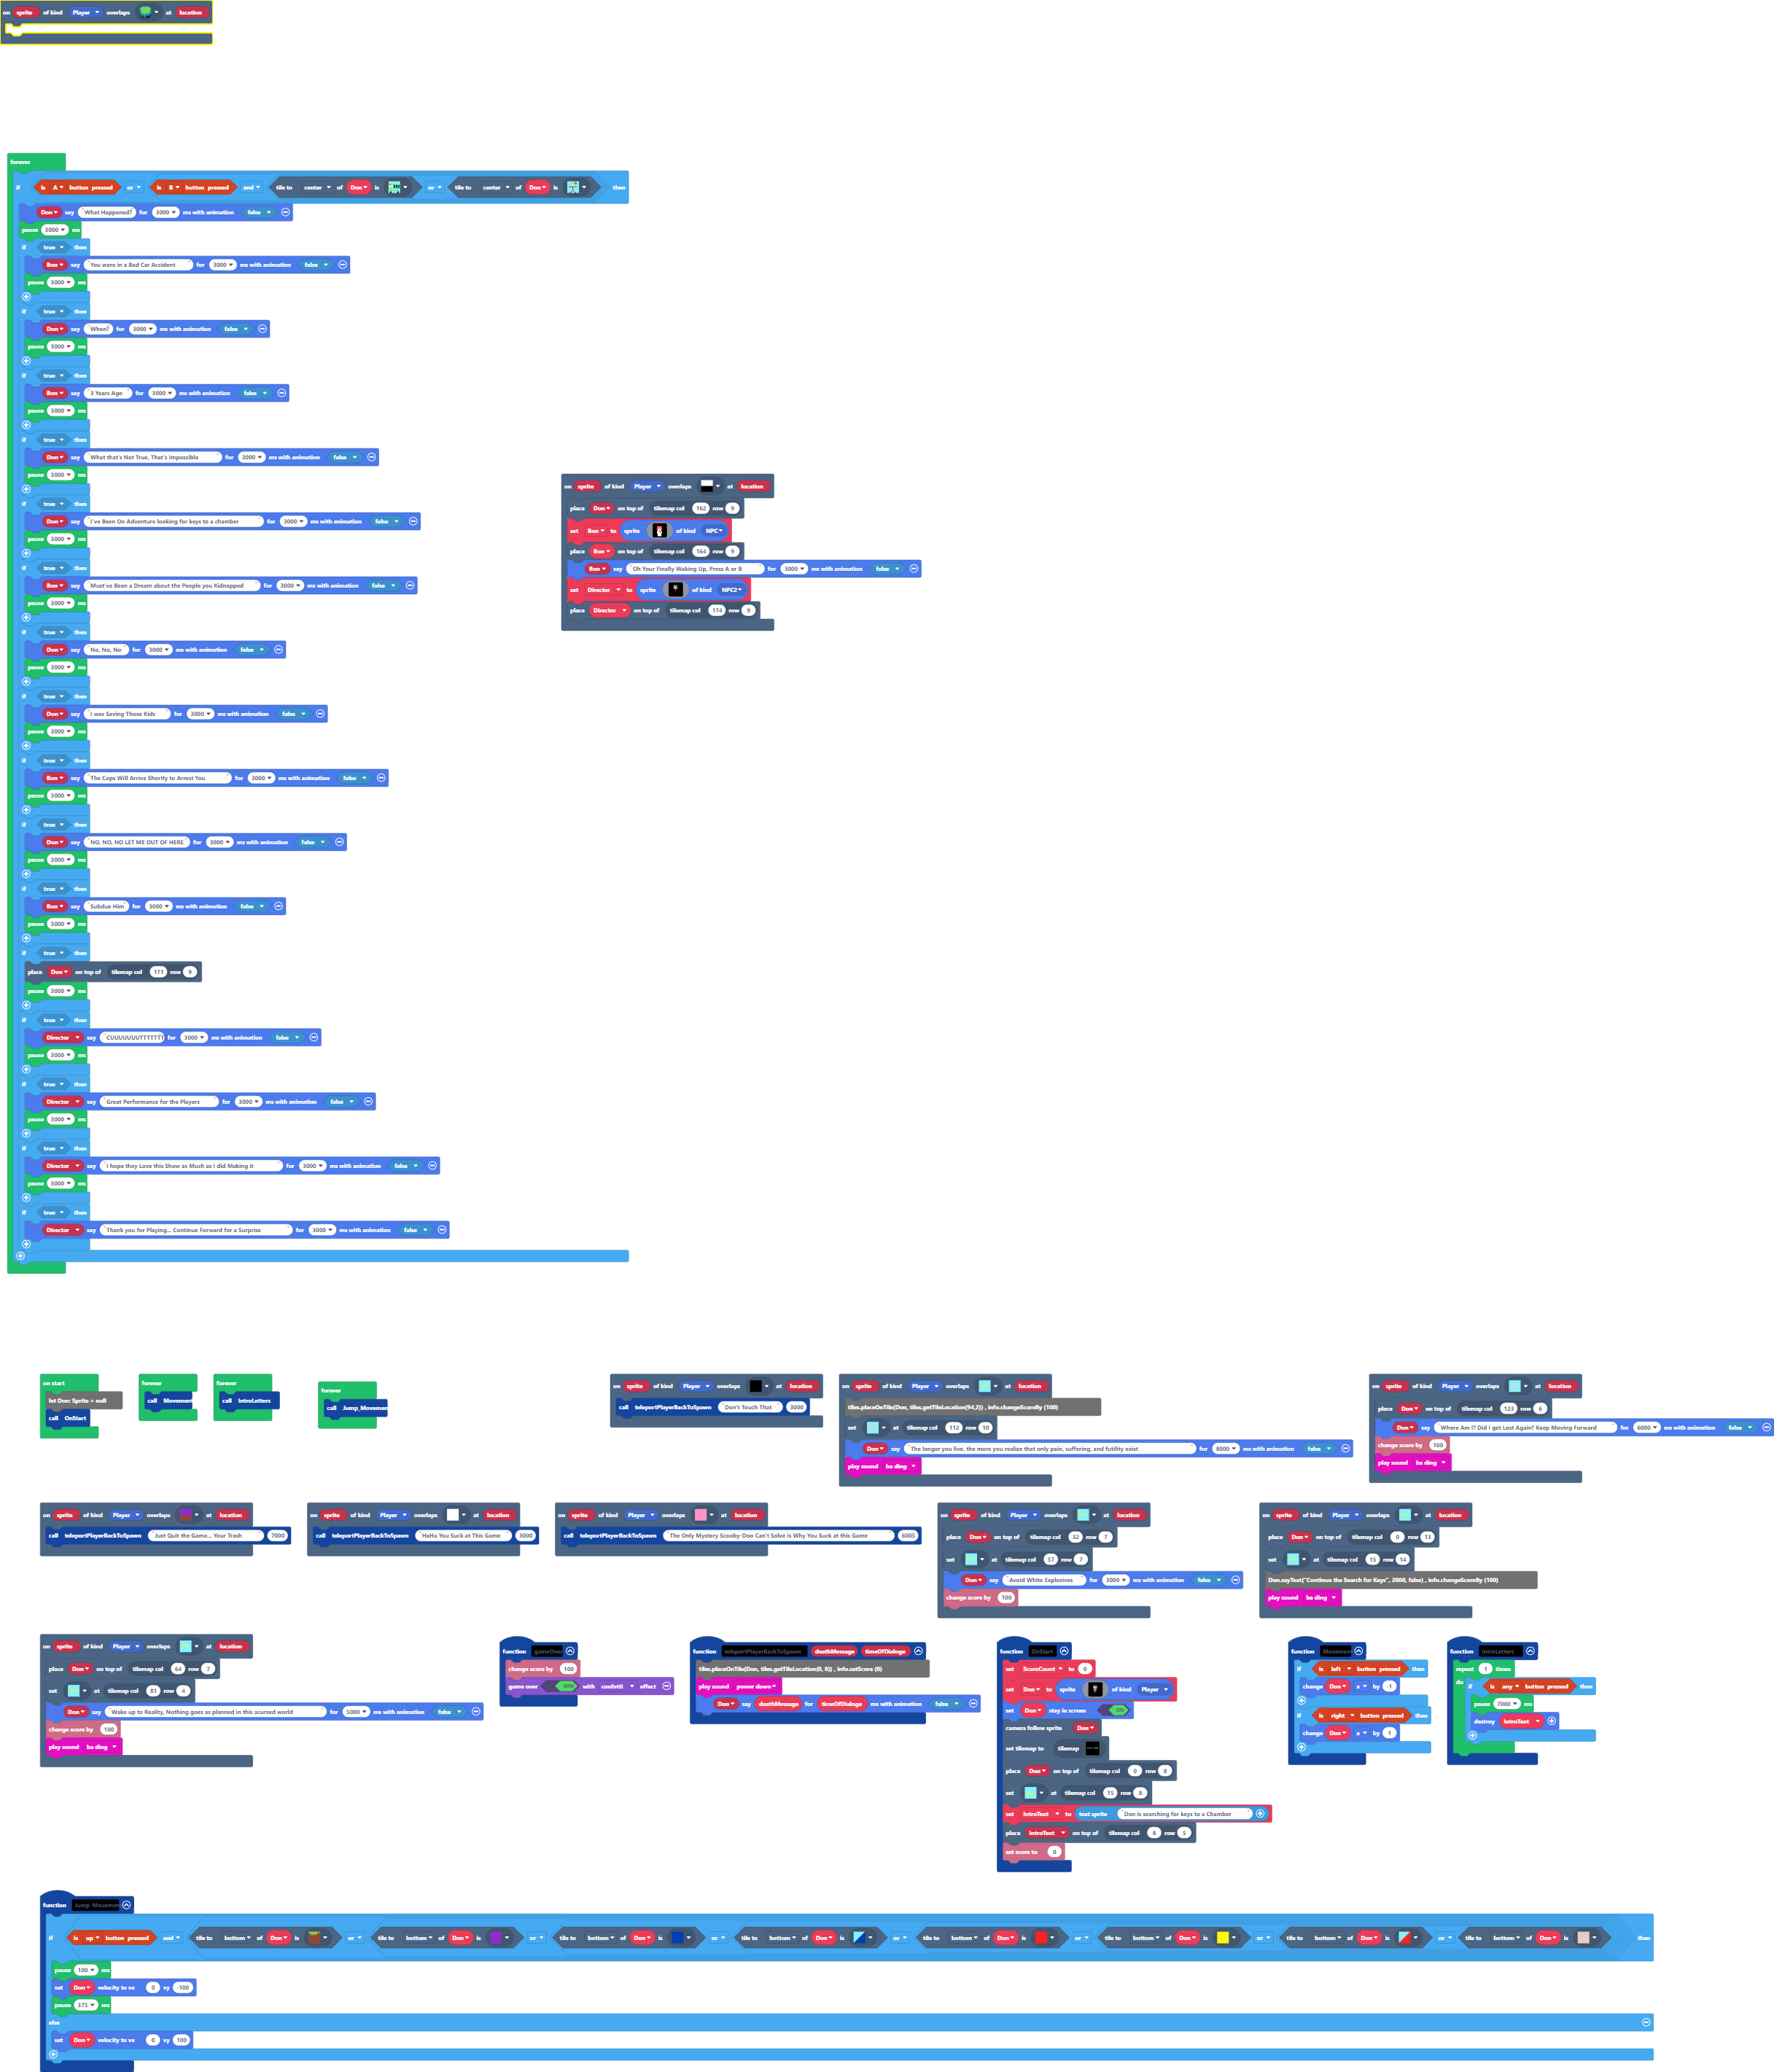 on sprite of kind Player overlaps at location
forever
if is A button pressed or is B button pressed and tile to center of Don is or tile to center of Don is then
Don say "What Happened?" for 3000 ms with animation false
pause 3000 ms
if true then
Bon say "You were in a Bad Car Accident" for 3000 ms with animation false
pause 3000 ms
if true then
Don say "When?" for 3000 ms with animation false
pause 3000 ms
if true then
Bon say "3 Years Ago" for 3000 ms with animation false
pause 3000 ms
if true then
Don say "What that's Not True, That's Impossible" for 3000 ms with animation false
pause 3000 ms
if true then
Don say "I've Been On Adventure looking for keys to a chamber" for 3000 ms with animation false
pause 3000 ms
if true then
Bon say "Must've Been a Dream about the People you Kidnapped" for 3000 ms with animation false
pause 3000 ms
if true then
Don say "No, No, No" for 3000 ms with animation false
pause 3000 ms
if true then
Don say "I was Saving Those Kids" for 3000 ms with animation false
pause 3000 ms
if true then
Bon say "The Cops Will Arrive Shortly to Arrest You" for 3000 ms with animation false
pause 3000 ms
if true then
Don say "NO, NO, NO LET ME OUT OF HERE" for 3000 ms with animation false
pause 3000 ms
if true then
Bon say "Subdue Him" for 3000 ms with animation false
pause 3000 ms
if true then
place Don on top of tilemap col 171 row 9
pause 3000 ms
if true then
Director say for 3000 ms with animation false
pause 3000 ms
if true then
Director say "Great Performance for the Players" for 3000 ms with animation false
pause 3000 ms
if true then
Director say "I hope they Love this Show as Much as I did Making it" for 3000 ms with animation false
pause 3000 ms
if true then
Director say "Thank you for Playing... Continue Forward for a Surprise" for 3000 ms with animation false
on sprite of kind Player overlaps at location
place Don on top of tilemap col 162 row 9
set Bon to sprite of kind NPC
place Bon on top of tilemap col 164 row 9
Bon say "Oh Your Finally Waking Up, Press A or B" for 3000 ms with animation false
set Director to sprite of kind NPC2
place Director on top of tilemap col 174 row 9
on start
let Don: Sprite = null
call OnStart
forever
call Movement
forever
call IntroLetters
forever
call Jump_Movemen
on sprite of kind Player overlaps at location
call teleportPlayerBackToSpawn "Don't Touch That" 3000
on sprite of kind Player overlaps at location
tiles.placeOnTile(Don, tiles.getTileLocation(94,2)) , info.changeScoreBy (100)
set at tilemap col 112 row 10
Don say "The longer you live, the more you realize that only pain, suffering, and futility exist" for 8000 ms with animation false
play sound ba ding
on sprite of kind Player overlaps at location
place Don on top of tilemap col 123 row 6
Don say "Where Am I? Did I get Lost Again? Keep Moving Forward" for 6000 ms with animation false
change score by 100
play sound ba ding
on sprite of kind Player overlaps at location
call teleportPlayerBackToSpawn "Just Quit the Game... Your Trash" 7000
on sprite of kind Player overlaps at location
call teleportPlayerBackToSpawn "HaHa You Suck at This Game" 3000
on sprite of kind Player overlaps at location
call teleportPlayerBackToSpawn "The Only Mystery Scooby-Doo Can't Solve is Why You Suck at this Game" 6005
on sprite of kind Player overlaps at location
place Don on top of tilemap col 32 row 7
set at tilemap col 57 row 7
Don say "Avoid White Explosives" for 3000 ms with animation false
change score by 100
on sprite of kind Player overlaps at location
place Don on top of tilemap col 0 row 13
set at tilemap col 15 row 14
Don.sayText("Continue the Search for Keys", 2000, false) , info.changeScoreBy (100)
play sound ba ding
on sprite of kind Player overlaps at location
place Don on top of tilemap col 64 row 7
set at tilemap col 81 row 4
Don say "Wake up to Reality, Nothing goes as planned in this acursed world" for 5000 ms with animation false
change score by 100
play sound ba ding
function gameOver
change score by 100
game over WIN with confetti effect
function teleportPlayerBackToSpawn deathMessage timeOfDialoge
tiles.placeOnTile(Don, tiles.getTileLocation(0, 8)) , info.setScore (0)
play sound power down
Don say deathMessage for timeOfDialoge ms with animation false
function OnStart
set ScoreCount to 0
set Don to sprite of kind Player
set Don stay in screen ON
camera follow sprite Don
set tilemap to tilemap
place Don on top of tilemap col 0 row 8
set at tilemap col 15 row 8
set IntroText to text sprite "Don is searching for keys to a Chamber"
place IntroText on top of tilemap col 8 row 5
set score to 0
function Movement
if is left button pressed then
change Don x by -1
if is right button pressed then
change Don x by 1
function IntroLetters
repeat 1 times
do if is any button pressed then
pause 7000 ms
destroy IntroText
function Jump_Movemen
if is up button pressed and tile to bottom of Don is or tile to bottom of Don is or tile to bottom of Don is or tile to bottom of Don is or tile to bottom of Don is or tile to bottom of Don is or tile to bottom of Don is or tile to bottom of Don is then
pause 100 ms
set Don velocity to vx 0 vy -100
pause 375 ms
else
set Don velocity to vx 0 vy 100